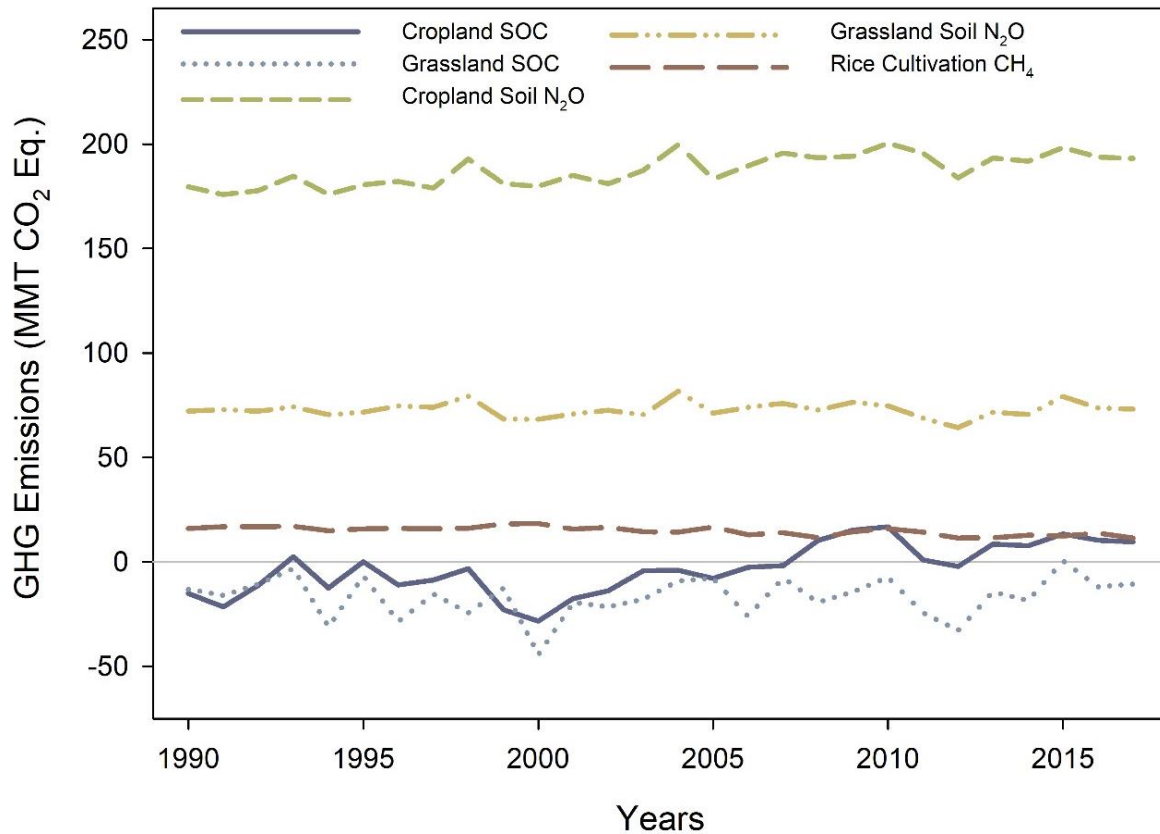 GHG Emissions (MMT CO₂ Eq.)
250
200
150
100
50
0
-50
Cropland SOC
Grassland SOC
Cropland Soil N₂O
Grassland Soil N₂O
Rice Cultivation CH₄
1990 1995 2000 2005 2010 2015
Years